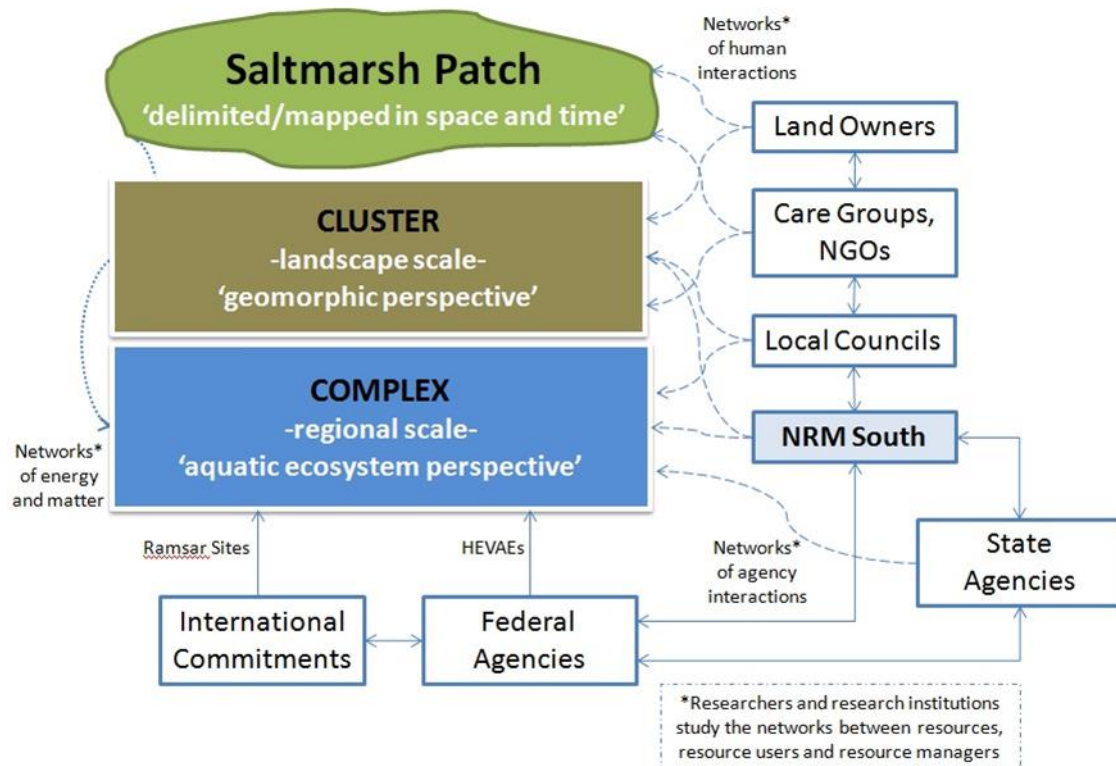 Networks*
of human
interactions
Saltmarsh Patch
‘delimited/mapped in space and time’
Land Owners
CLUSTER
-landscape scale-
‘geomorphic perspective’
Care Groups,
NGOs
Local Councils
COMPLEX
-regional scale-
‘aquatic ecosystem perspective’
NRM South
Networks*
of energy
and matter
Ramsar Sites
HEVAEs
Networks*
of agency
interactions
State
Agencies
International
Commitments
Federal
Agencies
*Researchers and research institutions
study the networks between resources,
resource users and resource managers